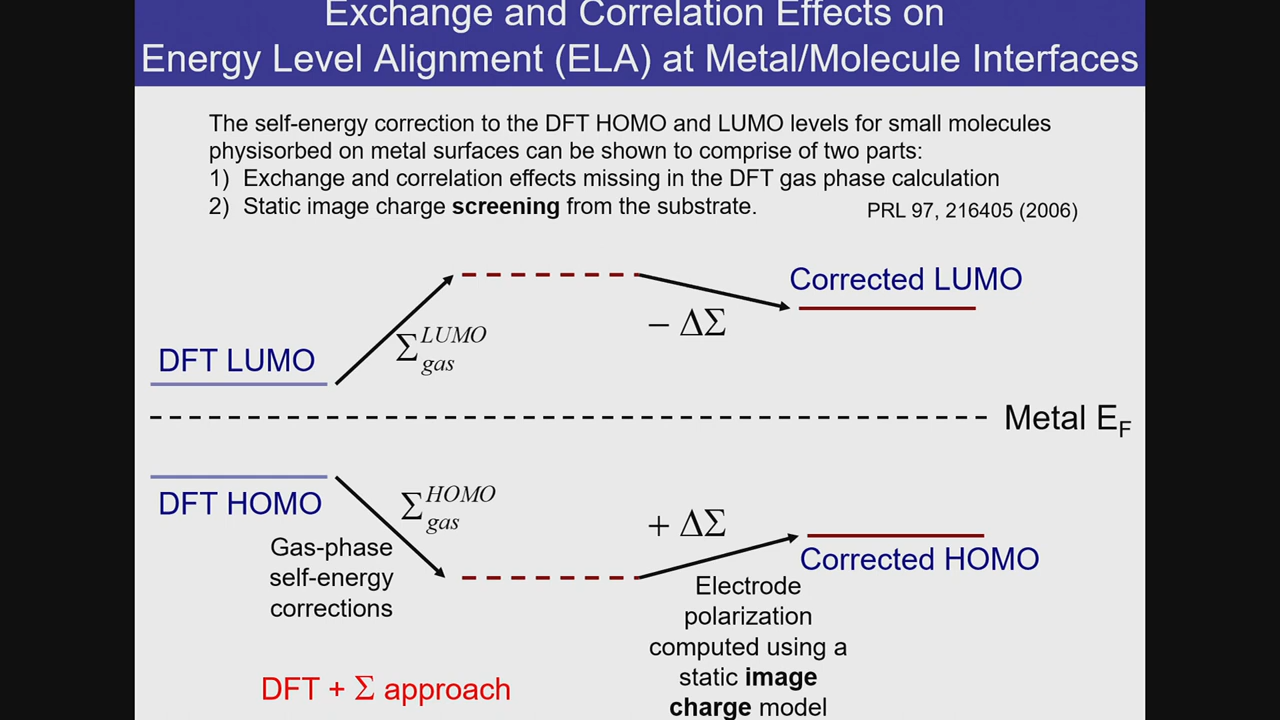 Exchange and Correlation Effects on
Energy Level Alignment (ELA) at Metal/Molecule Interfaces
The self-energy correction to the DFT HOMO and LUMO levels for small molecules
physisorbed on metal surfaces can be shown to comprise of two parts:
1) Exchange and correlation effects missing in the DFT gas phase calculation
2) Static image charge screening from the substrate.
PRL 97, 216405 (2006)
Corrected LUMO
− ΔΣ
Σ LUMO gas
DFT LUMO
Metal EF
DFT HOMO
Σ HOMO gas
+ ΔΣ
Corrected HOMO
Gas-phase
self-energy
corrections
Electrode
polarization
computed using a
static image
charge model
DFT + Σ approach